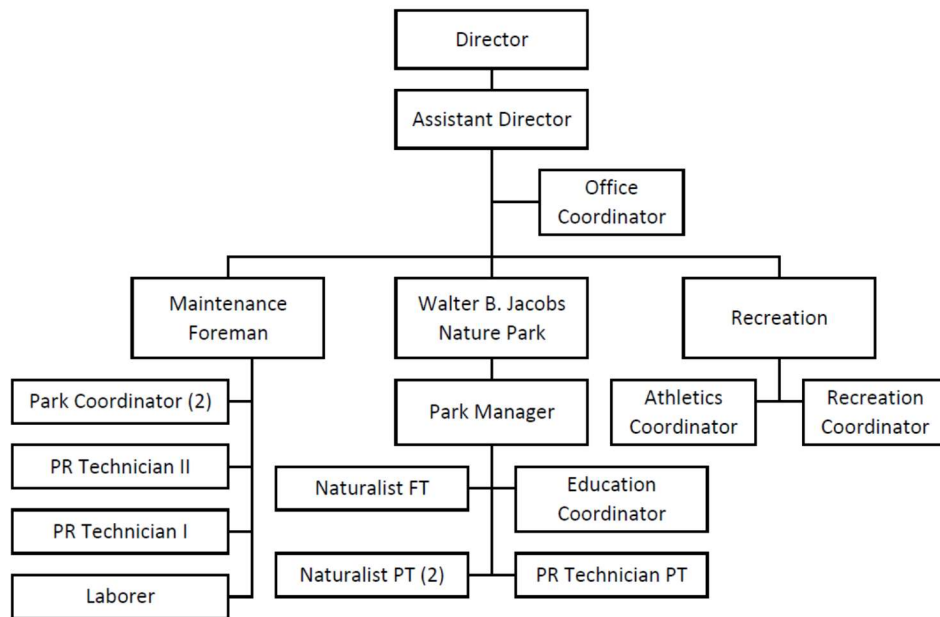 Director
Assistant Director
Office
Coordinator
Maintenance
Foreman
Walter B. Jacobs
Nature Park
Recreation
Park Coordinator (2)
PR Technician II
PR Technician I
Laborer
Park Manager
Naturalist FT
Education
Coordinator
Naturalist PT (2)
PR Technician PT
Athletics
Coordinator
Recreation
Coordinator